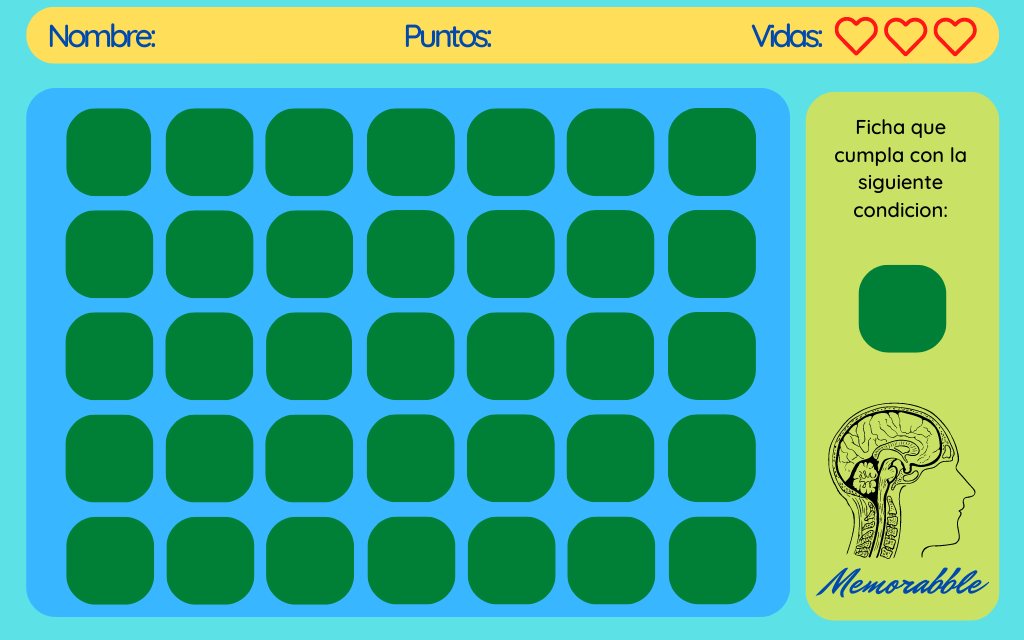 Nombre: Puntos: Vidas:
Ficha que
cumpla con la
siguiente
condicion:
Memorabble